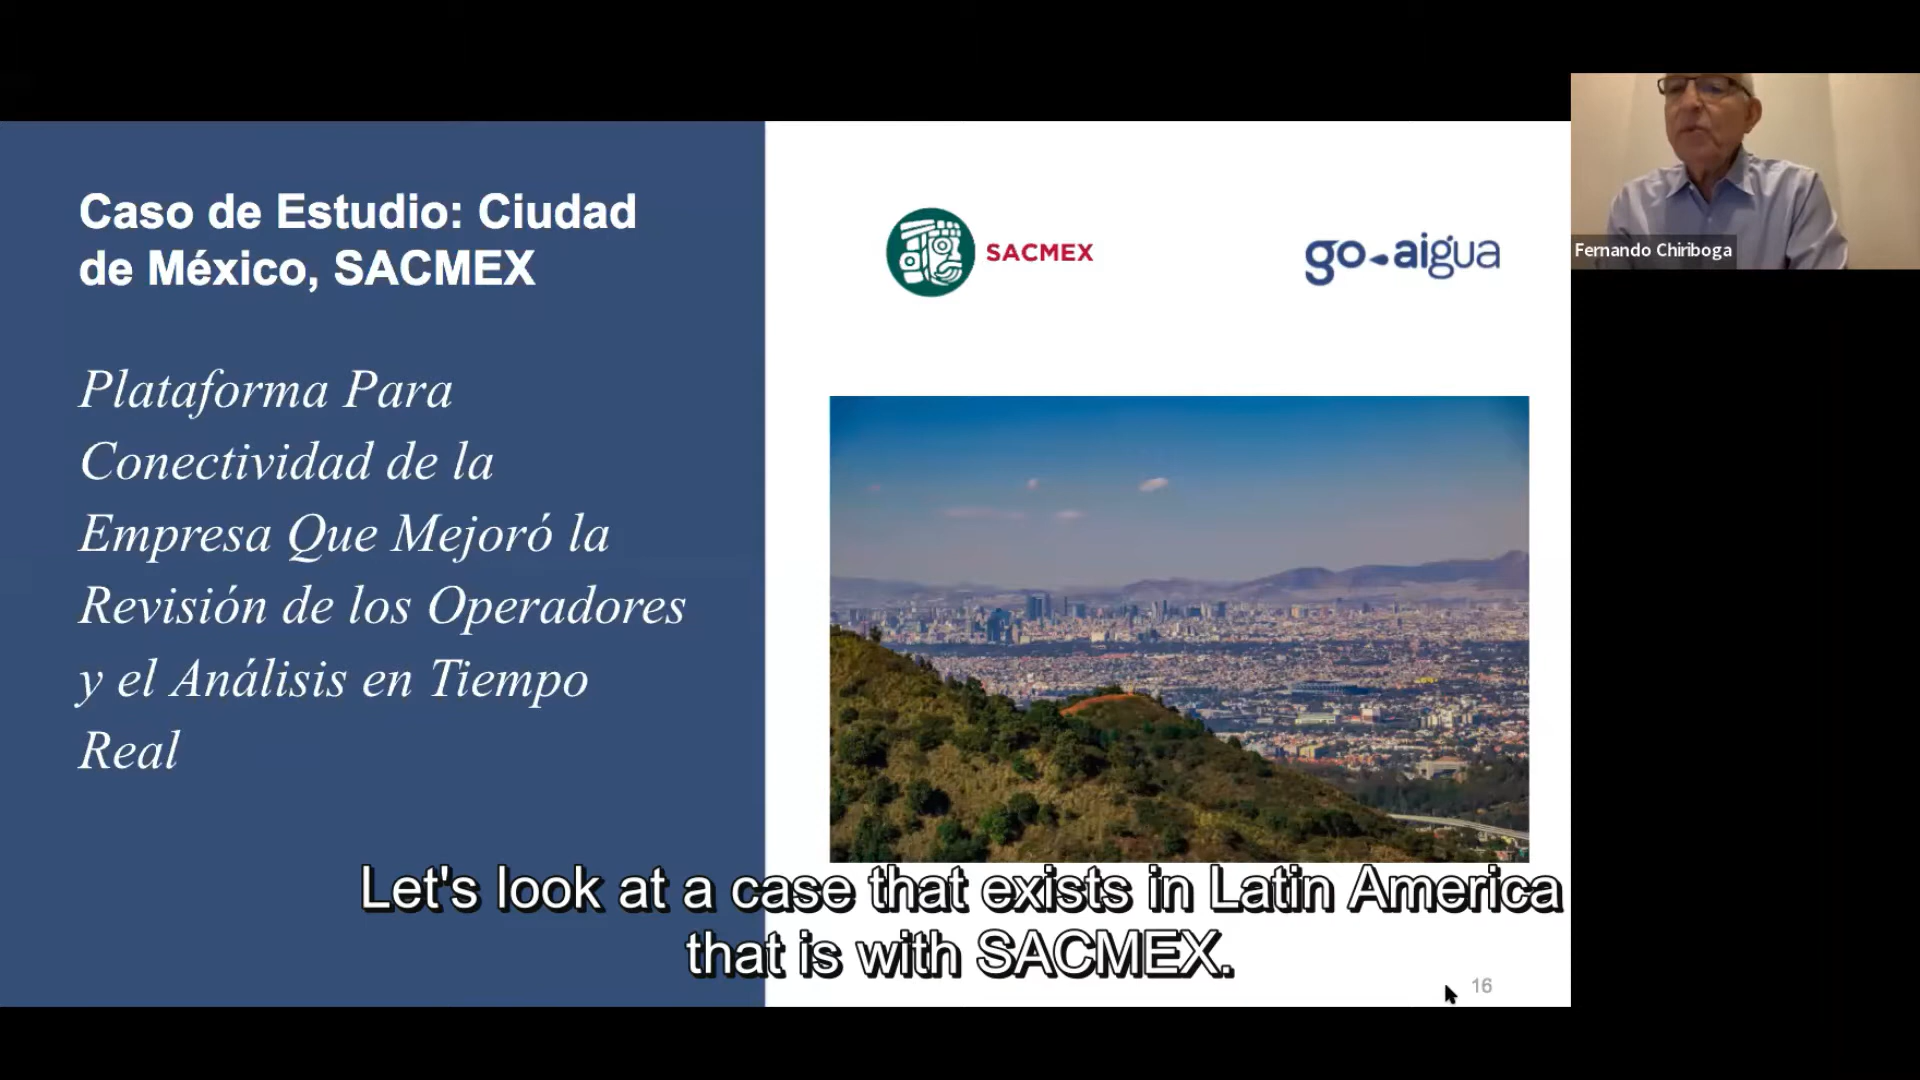 Caso de Estudio: Ciudad
de México, SACMEX
Plataforma Para
Conectividad de la
Empresa Que Mejoró la
Revisión de los Operadores
y el Análisis en Tiempo
Real
SACMEX
go-aigua
Fernando Chiriboga
Let's look at a case that exists in Latin America
that is with SACMEX.
16